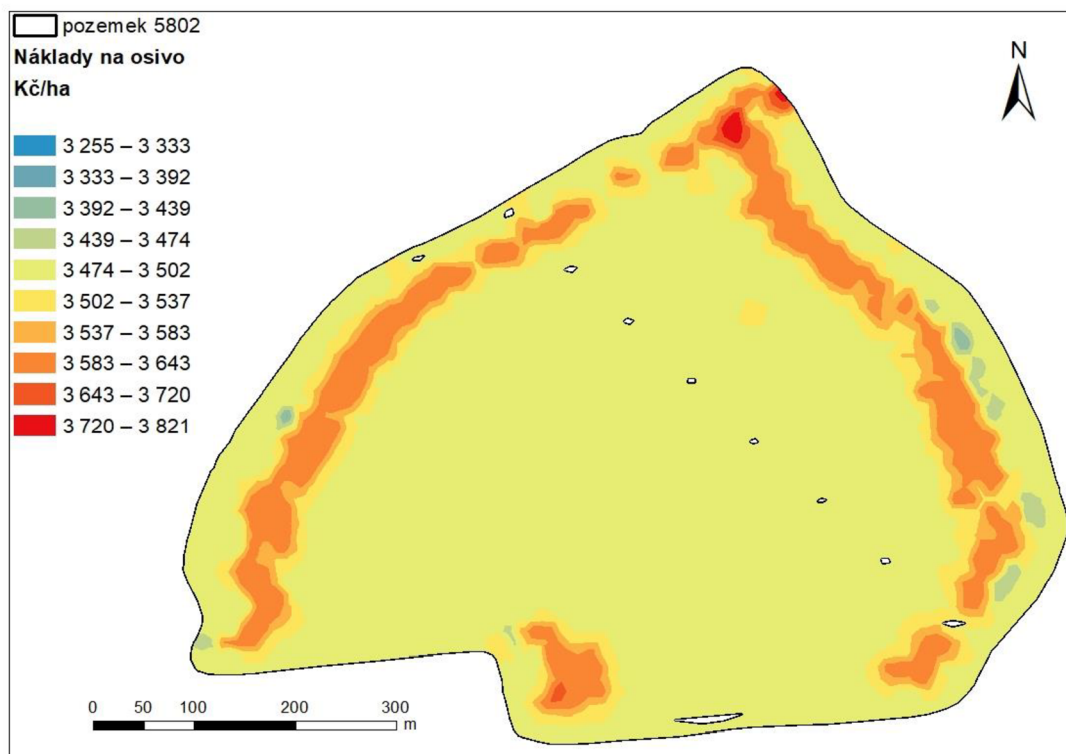 pozemek 5802
Náklady na osivo
Kč/ha
3 255 – 3 333
3 333 – 3 392
3 392 – 3 439
3 439 – 3 474
3 474 – 3 502
3 502 – 3 537
3 537 – 3 583
3 583 – 3 643
3 643 – 3 720
3 720 – 3 821
N
0 50 100 200 300
m